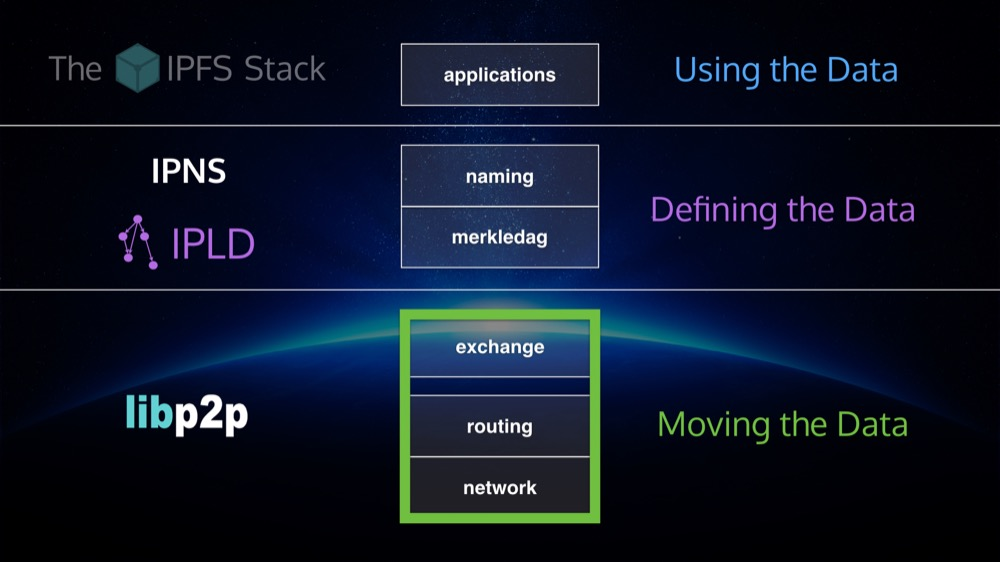 The IPFS Stack
applications
Using the Data
IPNS
naming
Defining the Data
IPLD
merkledag
exchange
libp2p
routing
Moving the Data
network